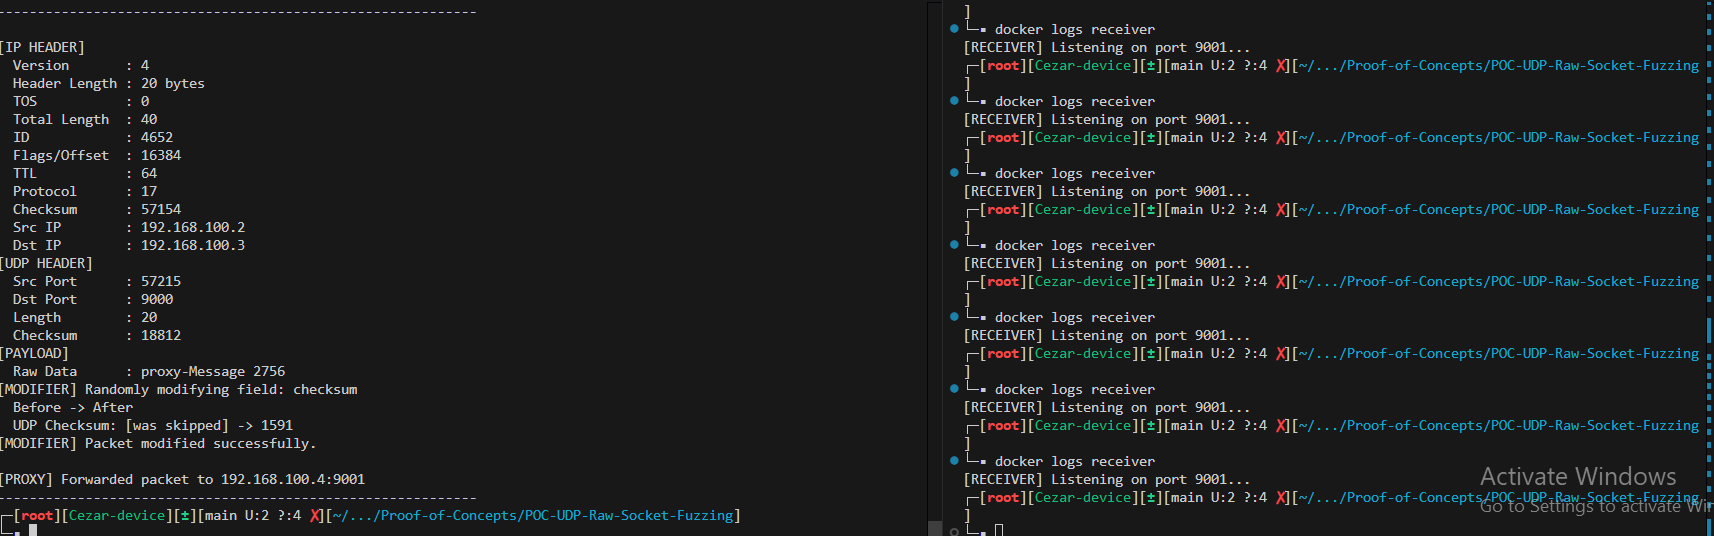 ------------------------------------------------------------
[IP HEADER]
  Version       : 4
  Header Length : 20 bytes
  TOS           : 0
  Total Length  : 40
  ID            : 4652
  Flags/Offset  : 16384
  TTL           : 64
  Protocol      : 17
  Checksum      : 57154
  Src IP        : 192.168.100.2
  Dst IP        : 192.168.100.3
[UDP HEADER]
  Src Port      : 57215
  Dst Port      : 9000
  Length        : 20
  Checksum      : 18812
[PAYLOAD]
  Raw Data      : proxy-Message 2756
[MODIFIER] Randomly modifying field: checksum
  Before -> After
  UDP Checksum: [was skipped] -> 1591
[MODIFIER] Packet modified successfully.
[PROXY] Forwarded packet to 192.168.100.4:9001
------------------------------------------------------------
┌─[root][Cezar-device][±][main U:2 ?:4 ✗][~/.../Proof-of-Concepts/POC-UDP-Raw-Socket-Fuzzing]
└─▪
]
└─▪ docker logs receiver
[RECEIVER] Listening on port 9001...
┌─[root][Cezar-device][±][main U:2 ?:4 ✗][~/.../Proof-of-Concepts/POC-UDP-Raw-Socket-Fuzzing
]
└─▪ docker logs receiver
[RECEIVER] Listening on port 9001...
┌─[root][Cezar-device][±][main U:2 ?:4 ✗][~/.../Proof-of-Concepts/POC-UDP-Raw-Socket-Fuzzing
]
└─▪ docker logs receiver
[RECEIVER] Listening on port 9001...
┌─[root][Cezar-device][±][main U:2 ?:4 ✗][~/.../Proof-of-Concepts/POC-UDP-Raw-Socket-Fuzzing
]
└─▪ docker logs receiver
[RECEIVER] Listening on port 9001...
┌─[root][Cezar-device][±][main U:2 ?:4 ✗][~/.../Proof-of-Concepts/POC-UDP-Raw-Socket-Fuzzing
]
└─▪ docker logs receiver
[RECEIVER] Listening on port 9001...
┌─[root][Cezar-device][±][main U:2 ?:4 ✗][~/.../Proof-of-Concepts/POC-UDP-Raw-Socket-Fuzzing
]
└─▪ docker logs receiver
[RECEIVER] Listening on port 9001...
┌─[root][Cezar-device][±][main U:2 ?:4 ✗][~/.../Proof-of-Concepts/POC-UDP-Raw-Socket-Fuzzing
]
└─▪ docker logs receiver
[RECEIVER] Listening on port 9001...
┌─[root][Cezar-device][±][main U:2 ?:4 ✗][~/.../Proof-of-Concepts/POC-UDP-Raw-Socket-Fuzzing
]
└─▪
Activate Windows
Go to Settings to activate Wi